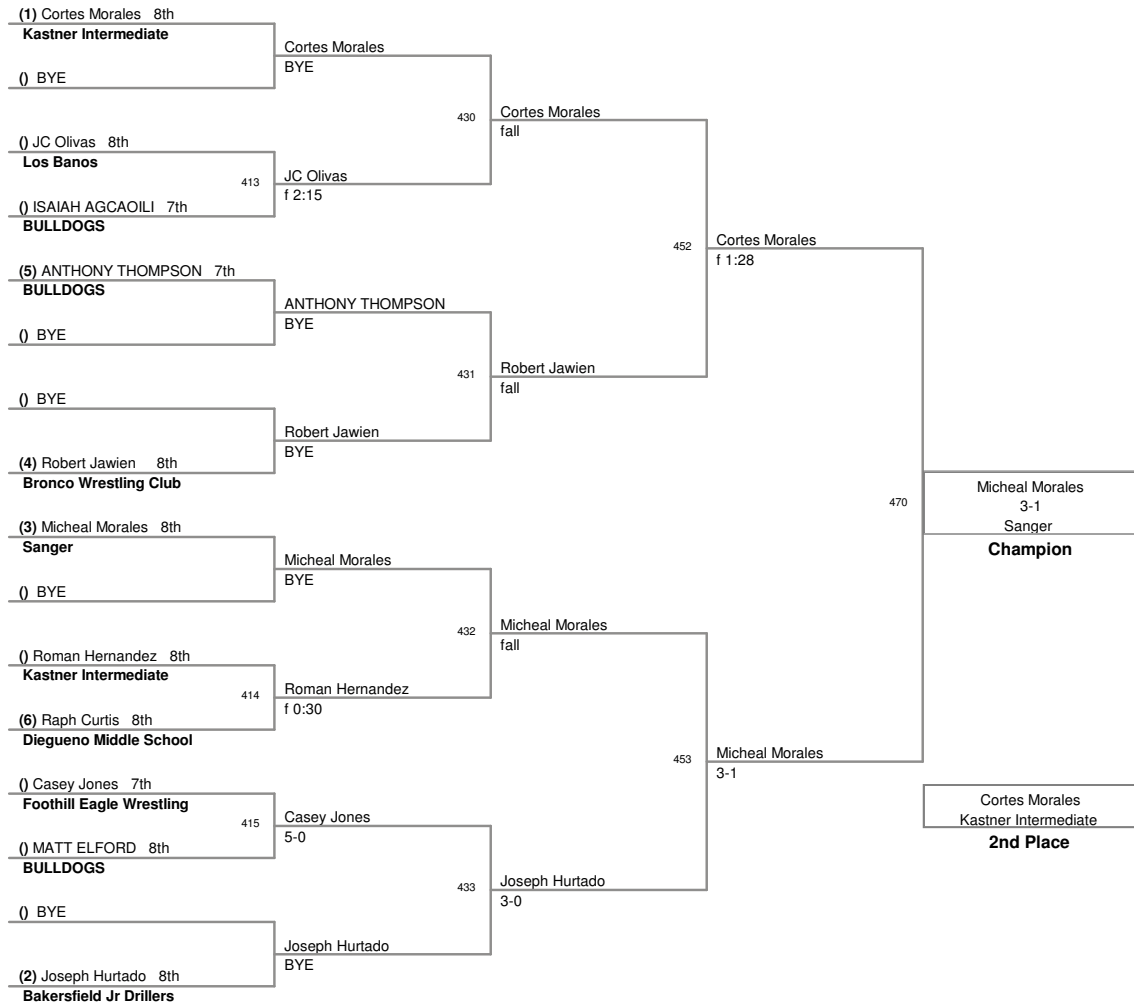 (1) Cortes Morales 8th
Kastner Intermediate
() BYE
Cortes Morales
BYE
() JC Olivas 8th
Los Banos
413
() ISAIAH AGCAOILI 7th
BULLDOGS
JC Olivas
f 2:15
430
Cortes Morales
fall
(5) ANTHONY THOMPSON 7th
BULLDOGS
() BYE
ANTHONY THOMPSON
BYE
() BYE
(4) Robert Jawien 8th
Bronco Wrestling Club
Robert Jawien
BYE
431
Robert Jawien
fall
452
Cortes Morales
f 1:28
(3) Micheal Morales 8th
Sanger
() BYE
Micheal Morales
BYE
() Roman Hernandez 8th
Kastner Intermediate
414
(6) Raph Curtis 8th
Diegueno Middle School
Roman Hernandez
f 0:30
432
Micheal Morales
fall
() Casey Jones 7th
Foothill Eagle Wrestling
415
() MATT ELFORD 8th
BULLDOGS
Casey Jones
5-0
() BYE
(2) Joseph Hurtado 8th
Bakersfield Jr Drillers
Joseph Hurtado
BYE
433
Joseph Hurtado
3-0
453
Micheal Morales
3-1
470
Micheal Morales
3-1
Sanger
Champion
Cortes Morales
Kastner Intermediate
2nd Place